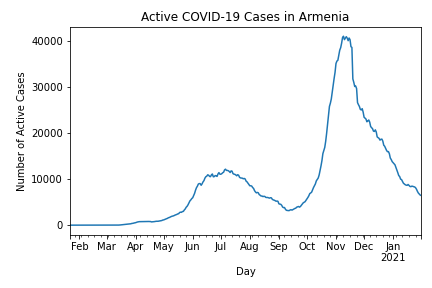 Active COVID-19 Cases in Armenia
Number of Active Cases
40000
30000
20000
10000
0
Feb Mar Apr May Jun Jul Aug Sep Oct Nov Dec Jan
2021
Day